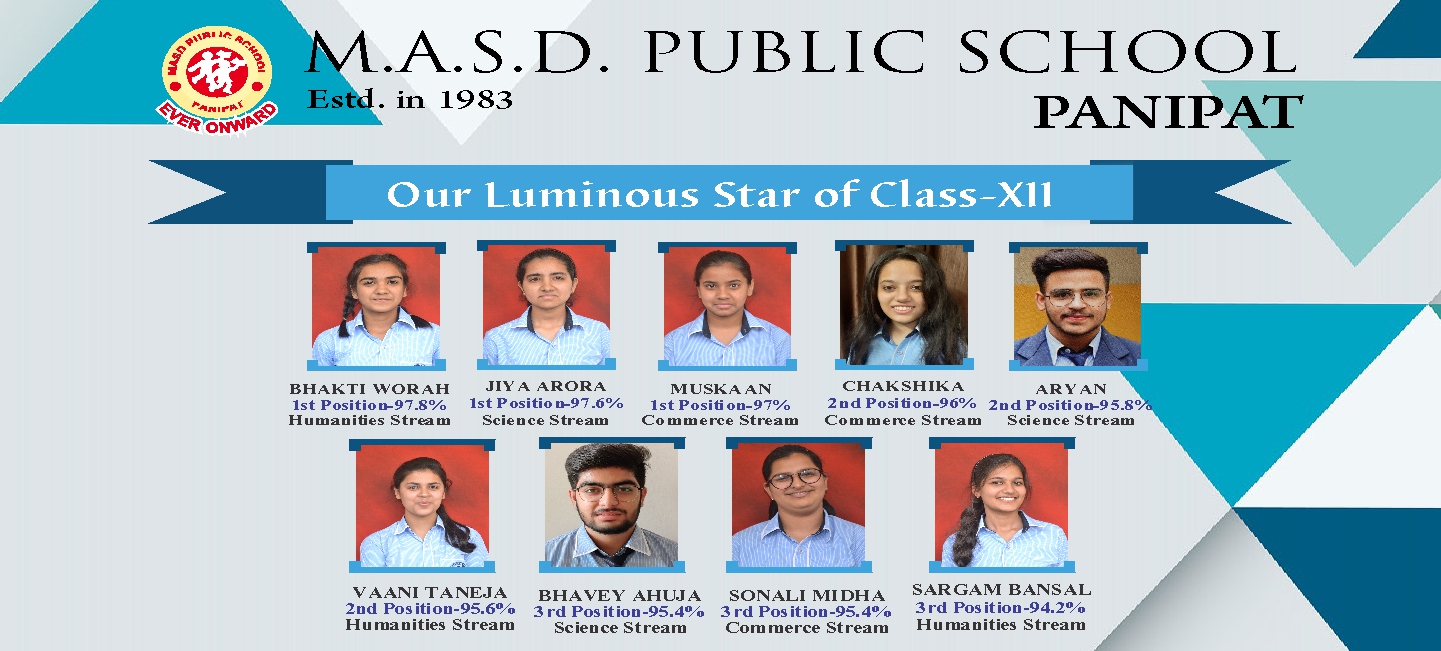 MASD PUBLIC SCHOOL
PANIPAT
EVER ONWARD
M.A.S.D. PUBLIC SCHOOL
Estd. in 1983
PANIPAT
Our Luminous Star of Class-XII
BHAKTI WORAH
1st Position-97.8%
Humanities Stream
JIYA ARORA
1st Position-97.6%
Science Stream
MUSKAAN
1st Position-97%
Commerce Stream
CHAKSHIKA
2nd Position-96%
Commerce Stream
ARYAN
2nd Position-95.8%
Science Stream
VAANI TANEJA
2nd Position-95.6%
Humanities Stream
BHAVEY AHUJA
3rd Position-95.4%
Science Stream
SONALI MIDHA
3rd Position-95.4%
Commerce Stream
SARGAM BANSAL
3rd Position-94.2%
Humanities Stream